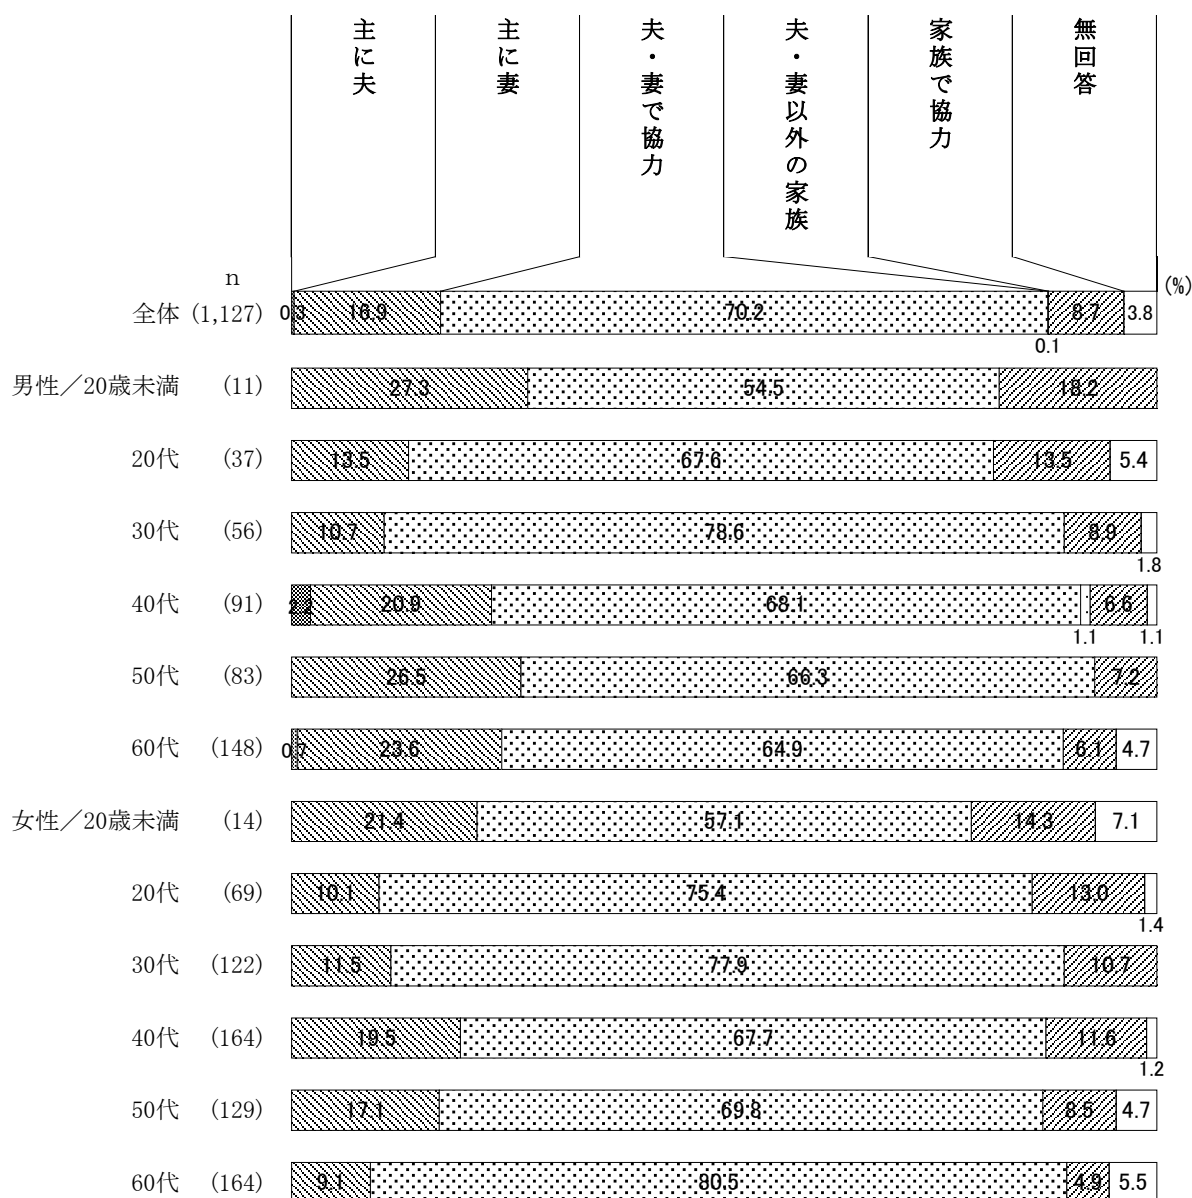 主に夫
主に妻
夫・妻で協力
夫・妻以外の家族
家族で協力
無回答
n
(%)
全体 (1,127) 0.3 16.9 70.2 8.7 3.8
0.1
男性／20歳未満 (11) 27.3 54.5 18.2
20代 (37) 13.5 67.6 13.5 5.4
30代 (56) 10.7 78.6 8.9
1.8
40代 (91) 2.2 20.9 68.1 6.6
1.1 1.1
50代 (83) 26.5 66.3 7.2
60代 (148) 0.7 23.6 64.9 6.1 4.7
女性／20歳未満 (14) 21.4 57.1 14.3 7.1
20代 (69) 10.1 75.4 13.0
1.4
30代 (122) 11.5 77.9 10.7
40代 (164) 19.5 67.7 11.6
1.2
50代 (129) 17.1 69.8 8.5 4.7
60代 (164) 9.1 80.5 4.9 5.5